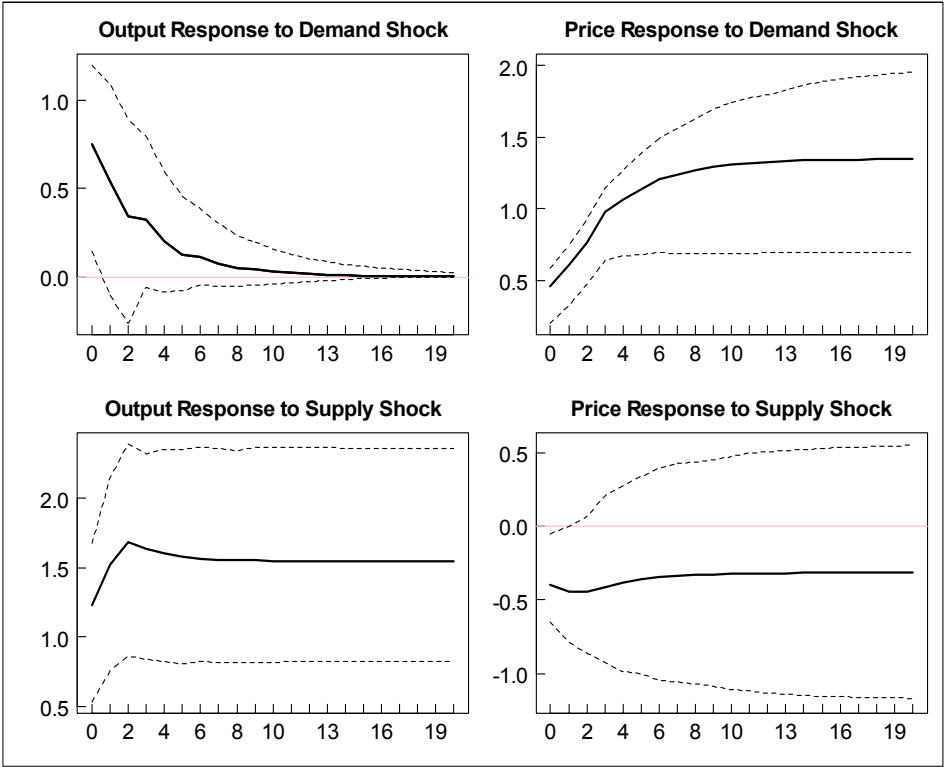 Output Response to Demand Shock
1.0
0.5
0.0
0 2 4 6 8 10 13 16 19
Price Response to Demand Shock
2.0
1.5
1.0
0.5
0 2 4 6 8 10 13 16 19
Output Response to Supply Shock
2.0
1.5
1.0
0.5
0 2 4 6 8 10 13 16 19
Price Response to Supply Shock
0.5
0.0
-0.5
-1.0
0 2 4 6 8 10 13 16 19